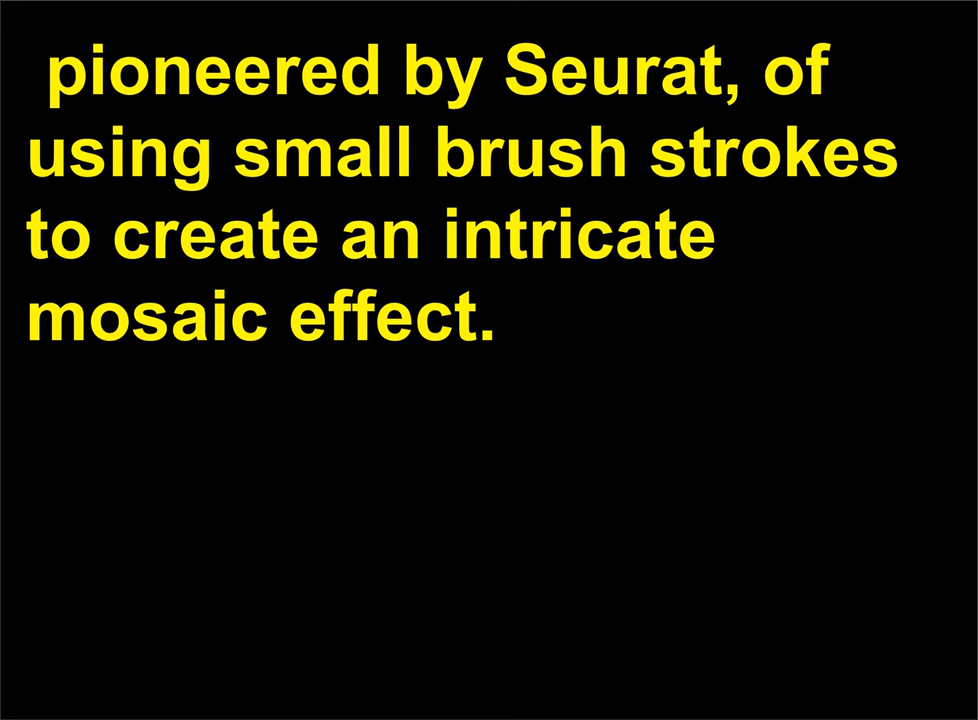 pioneered by Seurat, of
using small brush strokes
to create an intricate
mosaic effect.